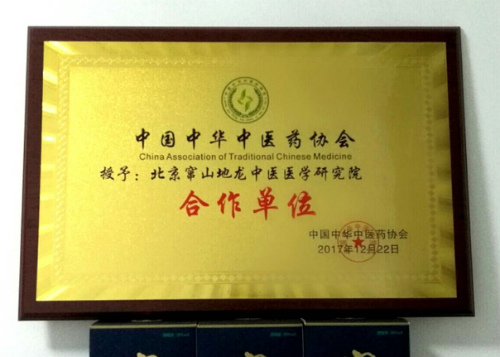 中国中华中医药协会
China Association of Traditional Chinese Medicine
授予：北京窜山地龙中医医学研究院
合作单位
中国中华中医药协会
2017年12月22日